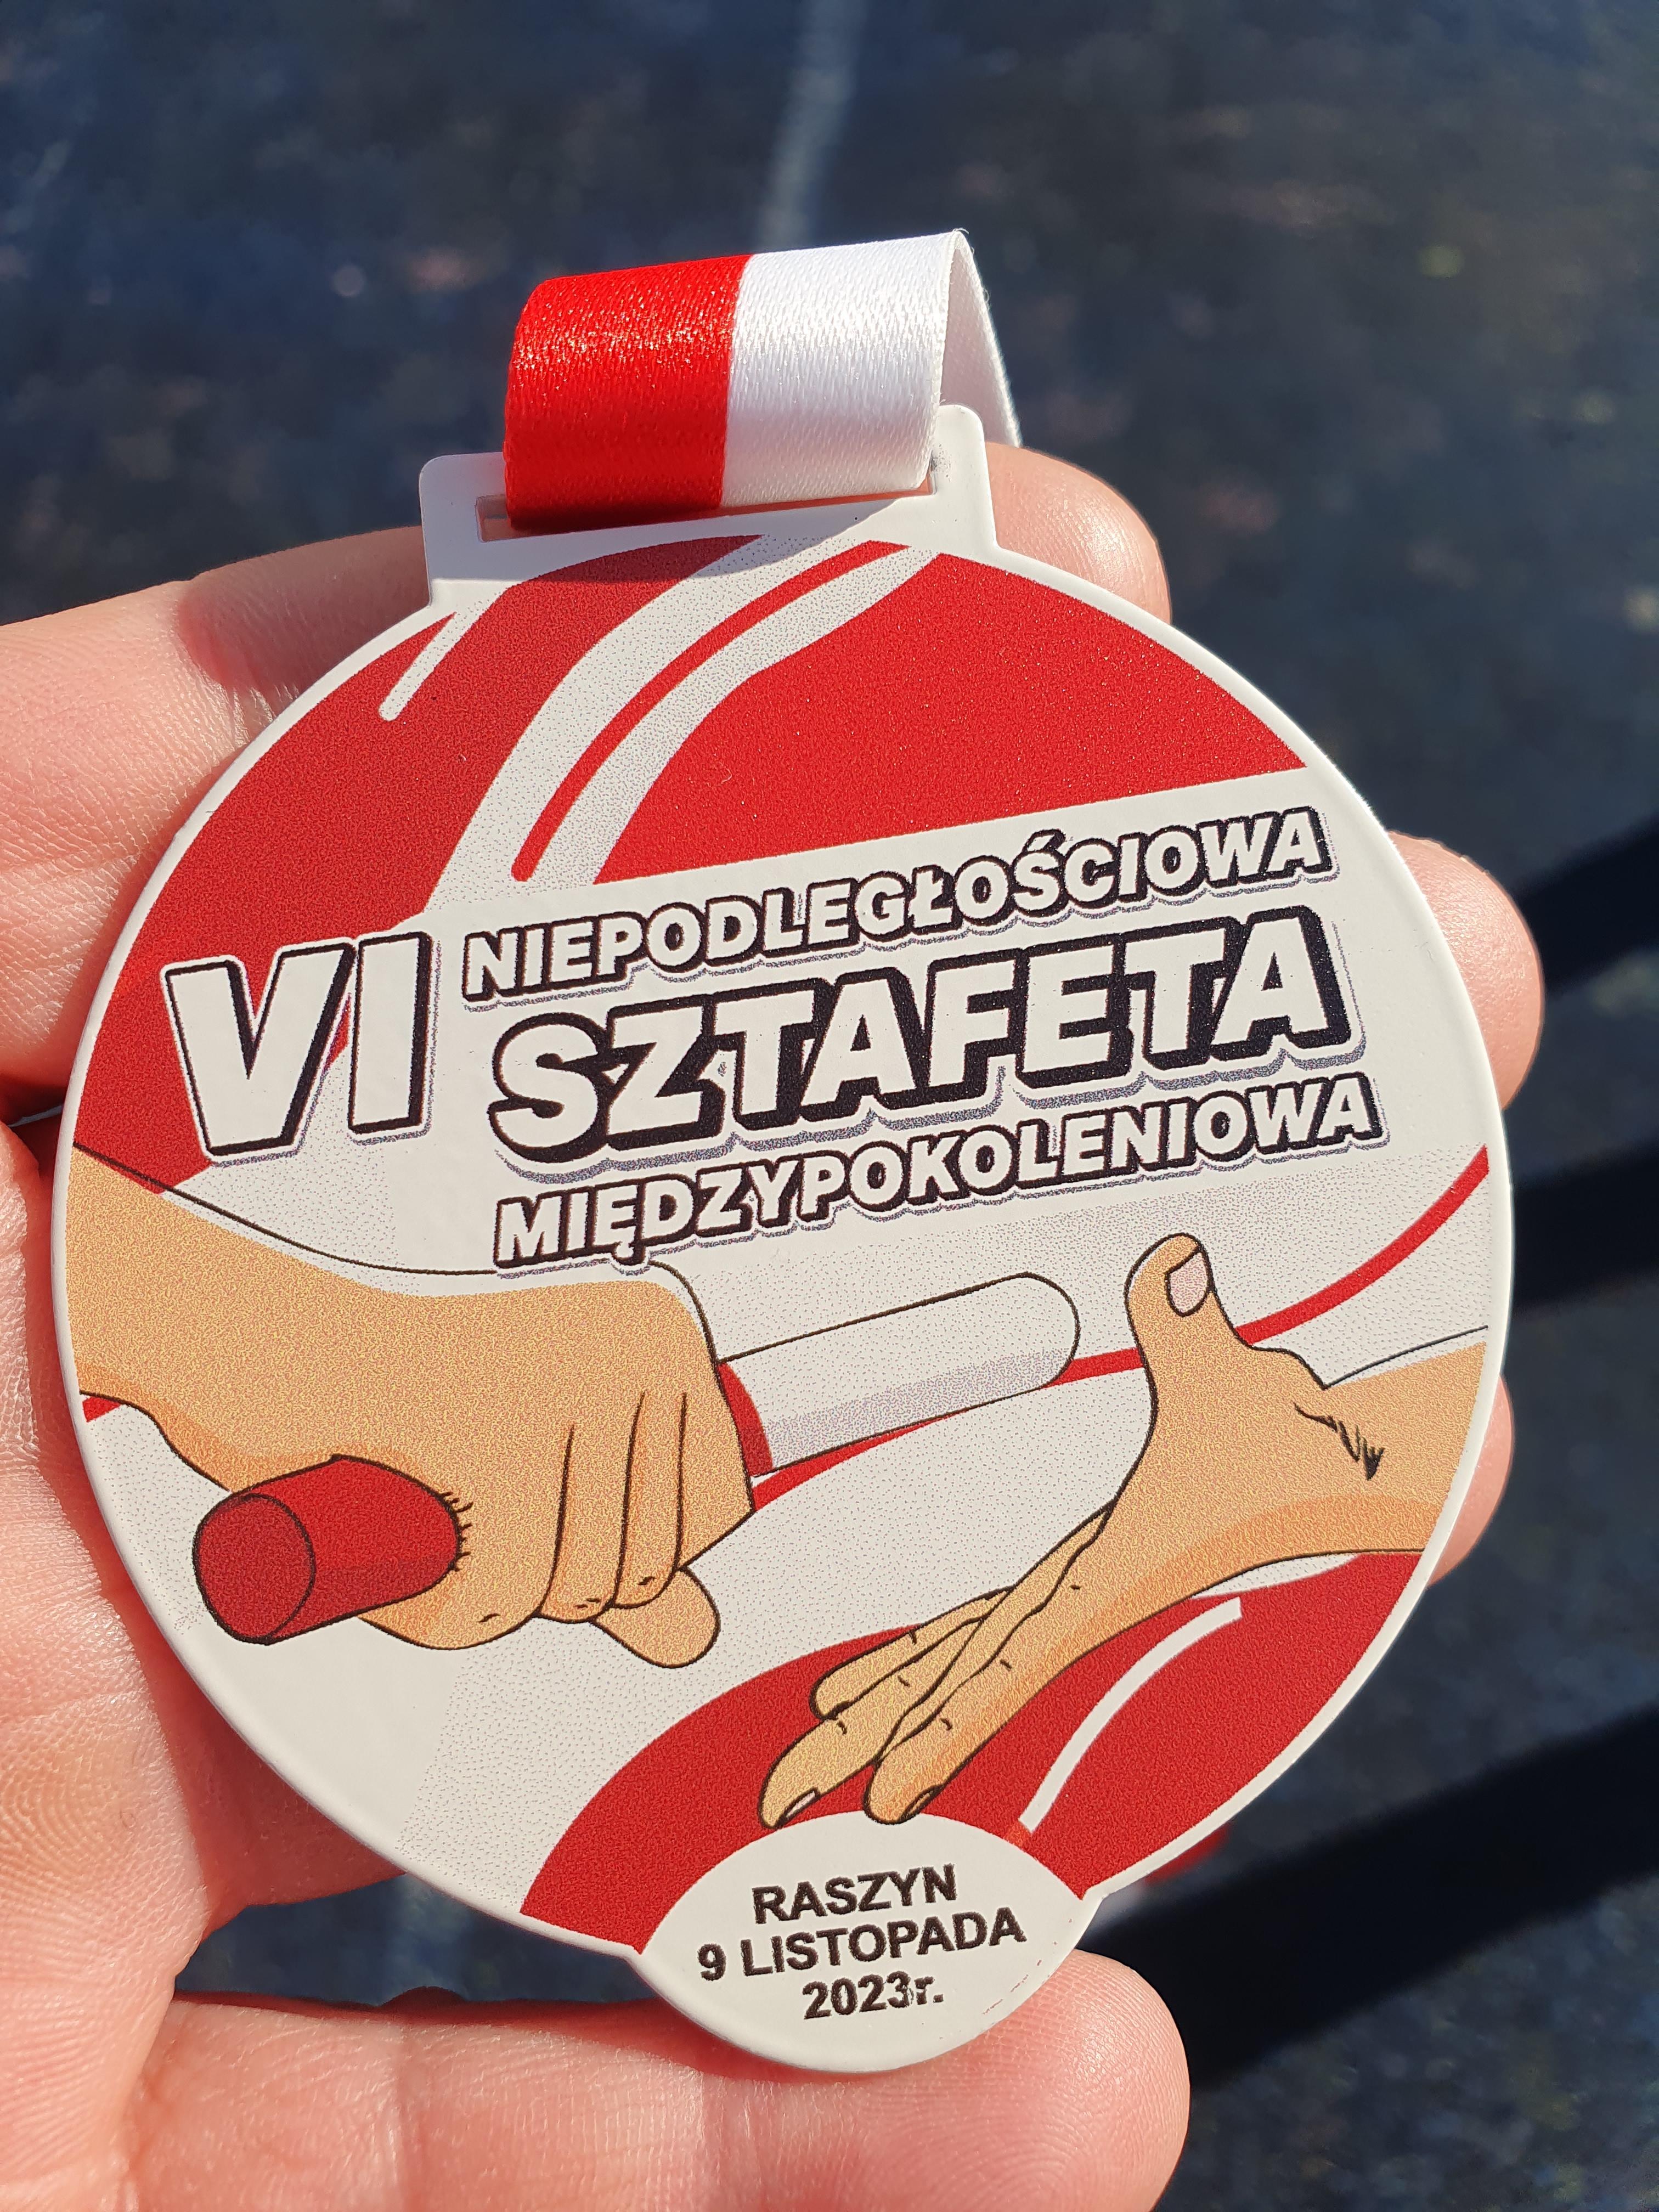 VI NIEPODLEGŁOŚCIOWA
SZTAFETA
MIĘDZYPOKOLENIOWA
RASZYN
9 LISTOPADA
2023r.